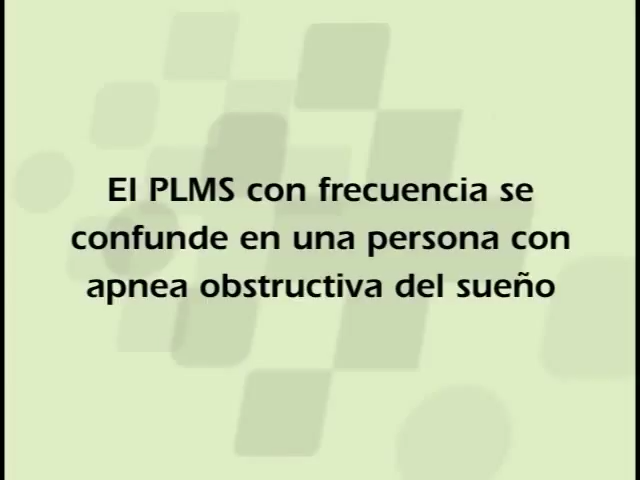 El PLMS con frecuencia se
confunde en una persona con
apnea obstructiva del sueño